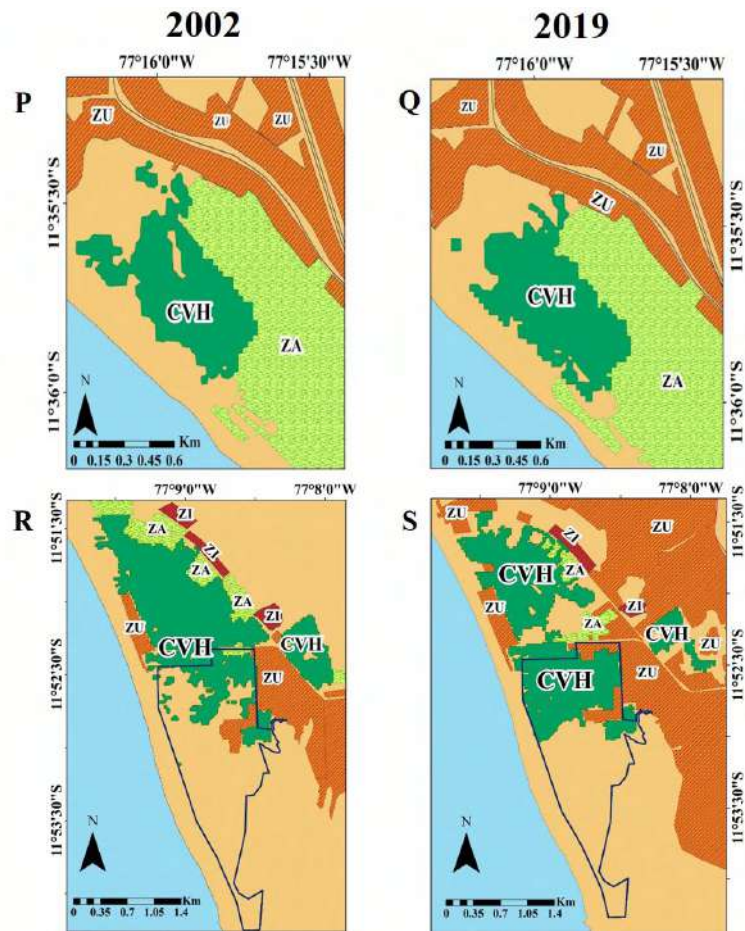 2002 2019
77°16'0"W 77°15'30"W 77°16'0"W 77°15'30"W
P Q
ZU ZU ZU ZU ZU
ZU
11°35'30"S 11°35'30"S
CVH CVH
ZA ZA
11°36'0"S 11°36'0"S
N N
Km Km
0 0.15 0.3 0.45 0.6 0 0.15 0.3 0.45 0.6
77°9'0"W 77°8'0"W 77°9'0"W 77°8'0"W
R S
11°51'30"S 11°51'30"S
ZI ZU ZU
ZA ZI ZI
ZA CVH ZA
ZA ZI ZI
ZU CVH CVH ZU ZA CVH ZU
11°52'30"S 11°52'30"S
ZU CVH ZU
11°53'30"S 11°53'30"S
N N
Km Km
0 0.35 0.7 1.05 1.4 0 0.35 0.7 1.05 1.4